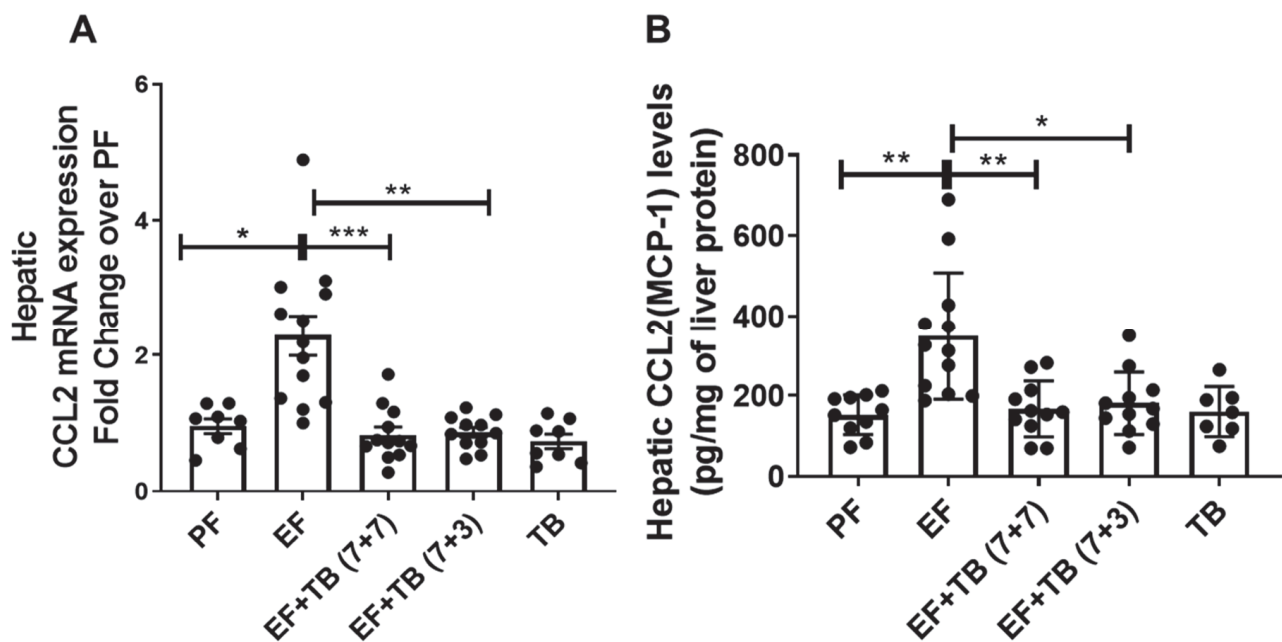 A
Hepatic
CCL2 mRNA expression
Fold Change over PF
6
4
2
0
*
***
**
PF
EF
EF+TB (7+7)
EF+TB (7+3)
TB
B
Hepatic CCL2(MCP-1) levels
(pg/mg of liver protein)
800
600
400
200
0
**
**
*
PF
EF
EF+TB (7+7)
EF+TB (7+3)
TB